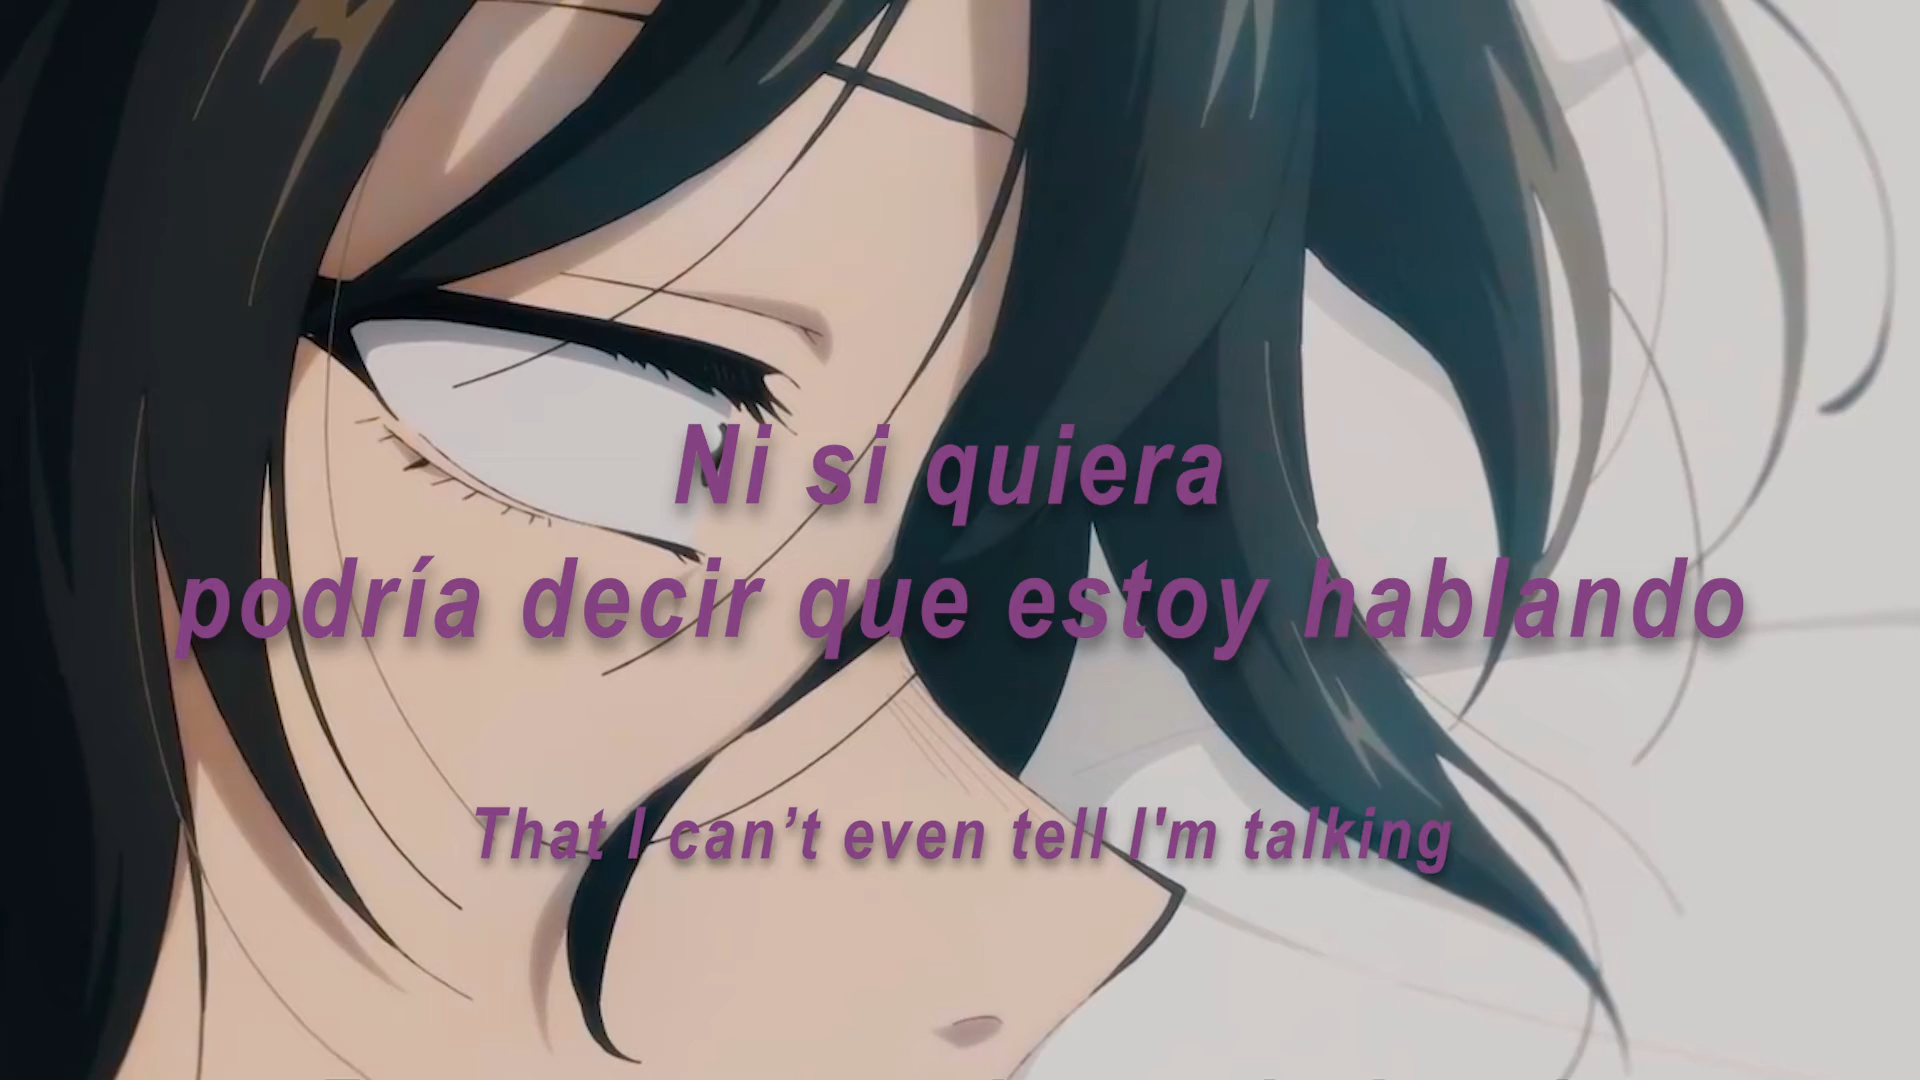 Ni si quiera
podría decir que estoy hablando
That I can’t even tell I'm talking